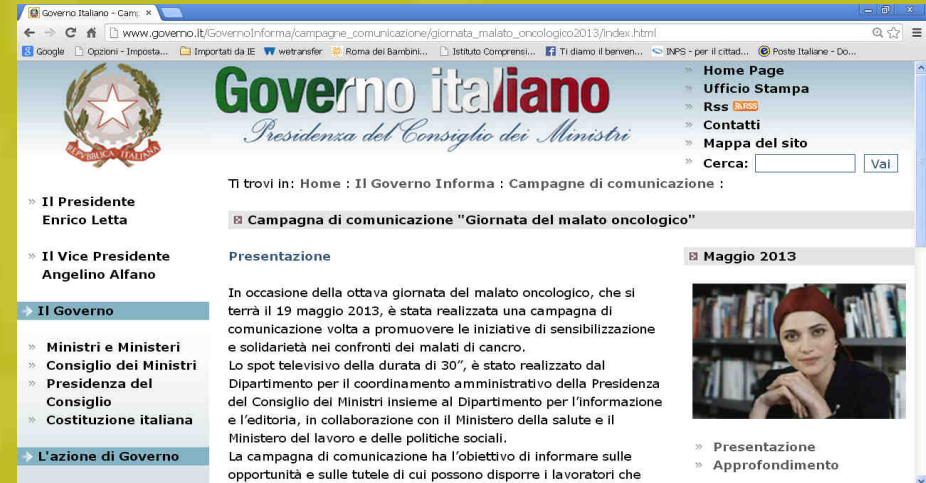 Governo Italiano - Camp
www.governo.it/GovernoInforma/campagne_comunicazione/giornata_malato_oncologico2013/index.html
Google Opzioni - Imposta... Importati da IE wetransfer Roma dei Bambini... Istituto Comprensi... Ti diamo il benven... INPS - per il cittad... Poste Italiane - Do...
Governo italiano
Presidenza del Consiglio dei Ministri
REPVBBLICA ITALIANA
» Home Page
» Ufficio Stampa
» Rss RSS
» Contatti
» Mappa del sito
» Cerca: Vai
Ti trovi in: Home : Il Governo Informa : Campagne di comunicazione :
» Il Presidente
Enrico Letta
» Il Vice Presidente
Angelino Alfano
Il Governo
» Ministri e Ministeri
» Consiglio dei Ministri
» Presidenza del
Consiglio
» Costituzione italiana
L'azione di Governo
Campagna di comunicazione "Giornata del malato oncologico"
Presentazione
In occasione della ottava giornata del malato oncologico, che si
terrà il 19 maggio 2013, è stata realizzata una campagna di
comunicazione volta a promuovere le iniziative di sensibilizzazione
e solidarietà nei confronti dei malati di cancro.
Lo spot televisivo della durata di 30”, è stato realizzato dal
Dipartimento per il coordinamento amministrativo della Presidenza
del Consiglio dei Ministri insieme al Dipartimento per l’informazione
e l’editoria, in collaborazione con il Ministero della salute e il
Ministero del lavoro e delle politiche sociali.
La campagna di comunicazione ha l’obiettivo di informare sulle
opportunità e sulle tutele di cui possono disporre i lavoratori che
Maggio 2013
» Presentazione
» Approfondimento